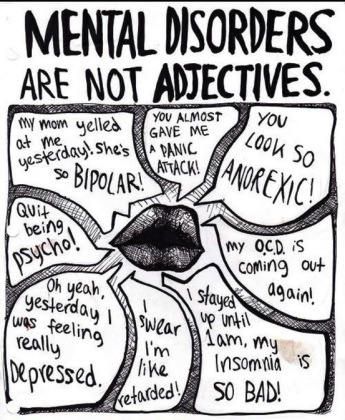 MENTAL DISORDERS
ARE NOT ADJECTIVES.
My mom yelled
at me
yesterday! She's
so BIPOLAR!
YOU ALMOST
GAVE ME
A PANIC
ATTACK!
YOU
LOOK SO
ANOREXIC!
Quit
being
psycho!
my O.C.D. is
coming out
again!
Oh yeah,
yesterday I
was feeling
really
Depressed.
I
swear
I'm
like
retarded!
I stayed
up until
1am, my
Insomnia is
SO BAD!